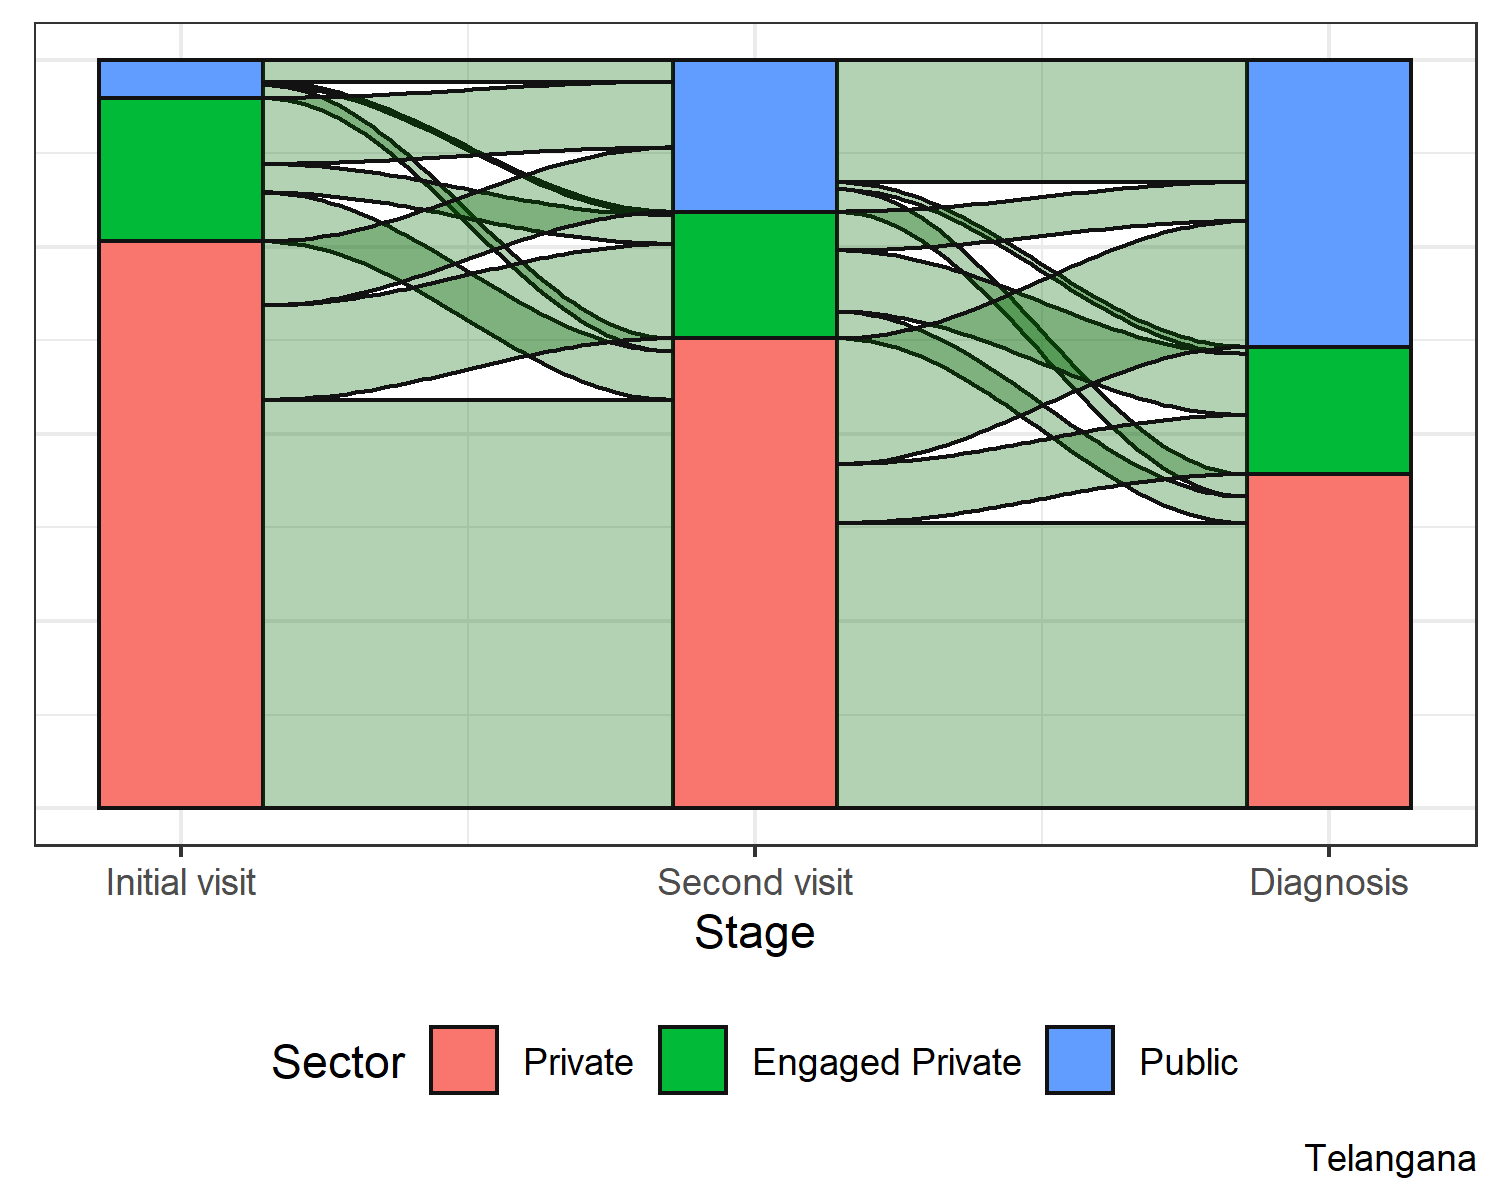 Initial visit Second visit Diagnosis
Stage
Sector Private Engaged Private Public
Telangana